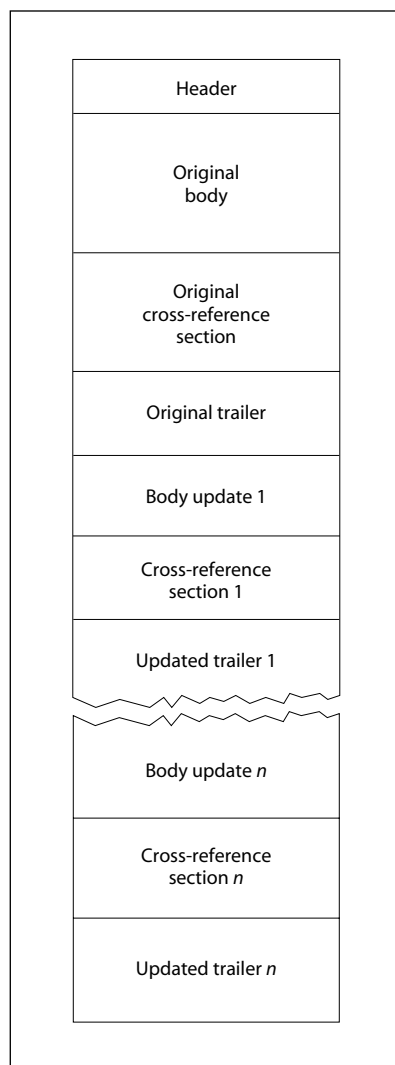 Header
Original
body
Original
cross-reference
section
Original trailer
Body update 1
Cross-reference
section 1
Updated trailer 1
Body update n
Cross-reference
section n
Updated trailer n